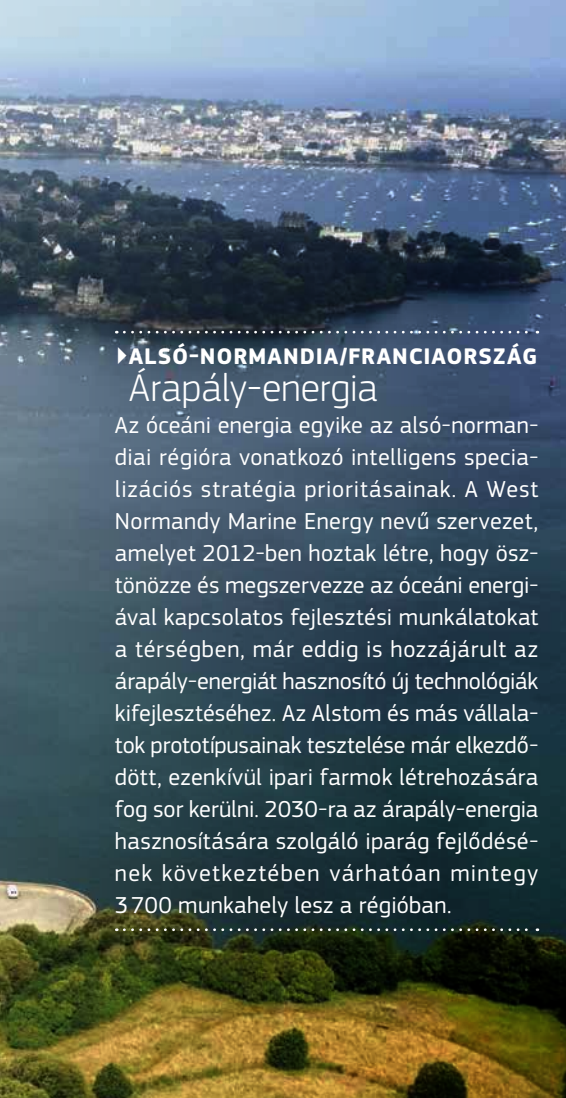 ALSÓ-NORMANDIA/FRANCIAORSZÁG
Árapály-energia
Az óceáni energia egyike az alsó-norman-
diai régióra vonatkozó intelligens specia-
lizációs stratégia prioritásainak. A West
Normandy Marine Energy nevű szervezet,
amelyet 2012-ben hoztak létre, hogy ösz-
tönözze és megszervezze az óceáni energi-
ával kapcsolatos fejlesztési munkálatokat
a térségben, már eddig is hozzájárult az
árapály-energiát hasznosító új technológiák
kifejlesztéséhez. Az Alstom és más vállala-
tok prototípusainak tesztelése már elkezdő-
dött, ezenkívül ipari farmok létrehozására
fog sor kerülni. 2030-ra az árapály-energia
hasznosítására szolgáló iparág fejlődésé-
nek következtében várhatóan mintegy
3 700 munkahely lesz a régióban.